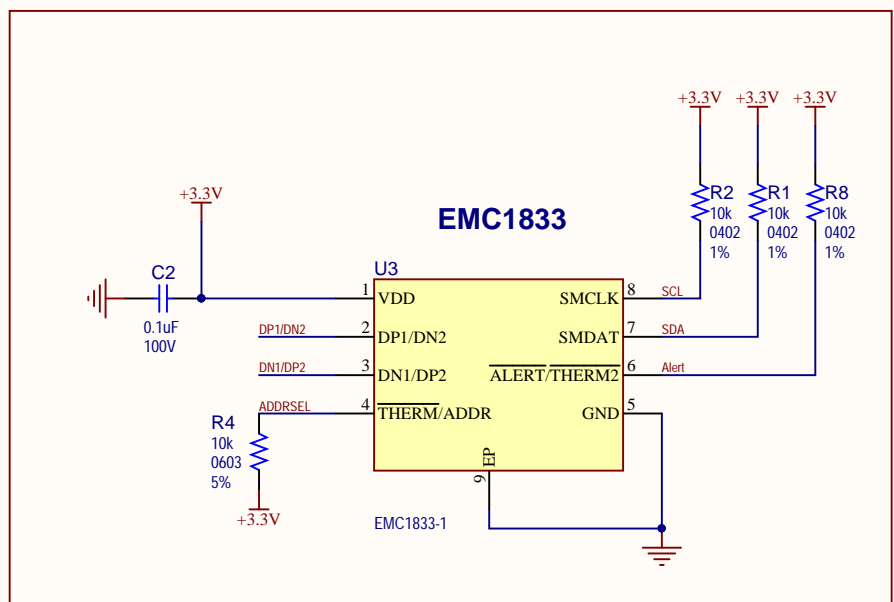 +3.3V +3.3V +3.3V
+3.3V
R2 R1 R8
10k 10k 10k
0402 0402 0402
1% 1% 1%
EMC1833
C2
0.1uF
100V
U3
1 VDD SMCLK 8 SCL
DP1/DN2 2 DP1/DN2 SMDAT 7 SDA
DN1/DP2 3 DN1/DP2 ALERT/THERM2 6 Alert
ADDRSEL 4 THERM/ADDR GND 5
R4
10k
0603
5%
+3.3V
EP
9
EMC1833-1